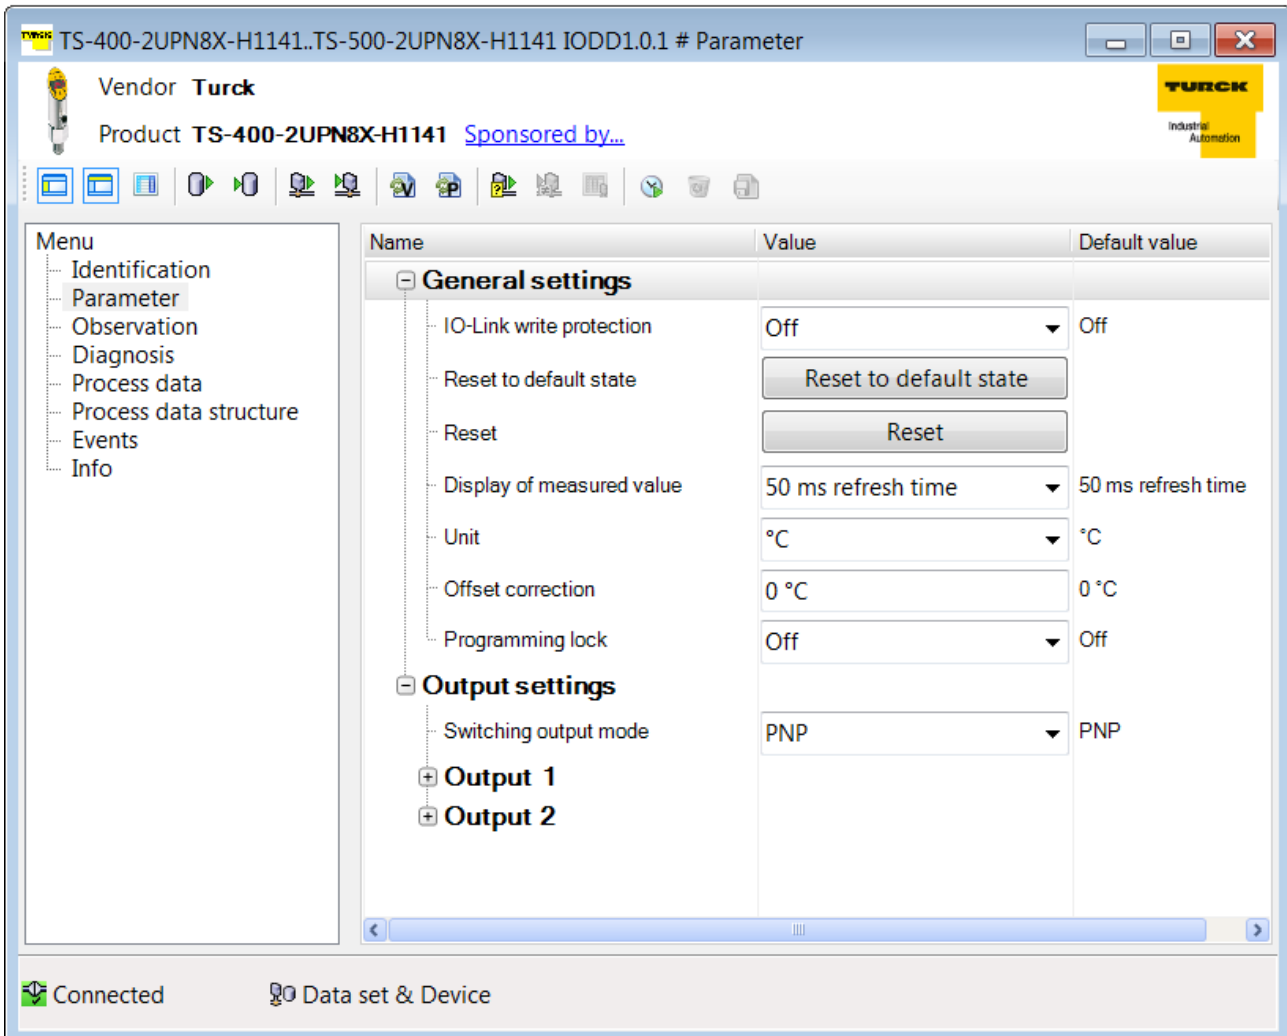 TURCK TS-400-2UPN8X-H1141..TS-500-2UPN8X-H1141 IODD1.0.1 # Parameter
Vendor Turck
TURCK
Product TS-400-2UPN8X-H1141 Sponsored by...
Industrial
Automation
V P ?
Menu
Identification
Parameter
Observation
Diagnosis
Process data
Process data structure
Events
Info
Name Value Default value
General settings
IO-Link write protection Off Off
Reset to default state Reset to default state
Reset Reset
Display of measured value 50 ms refresh time 50 ms refresh time
Unit °C °C
Offset correction 0 °C 0 °C
Programming lock Off Off
Output settings
Switching output mode PNP PNP
Output 1
Output 2
Connected Data set & Device